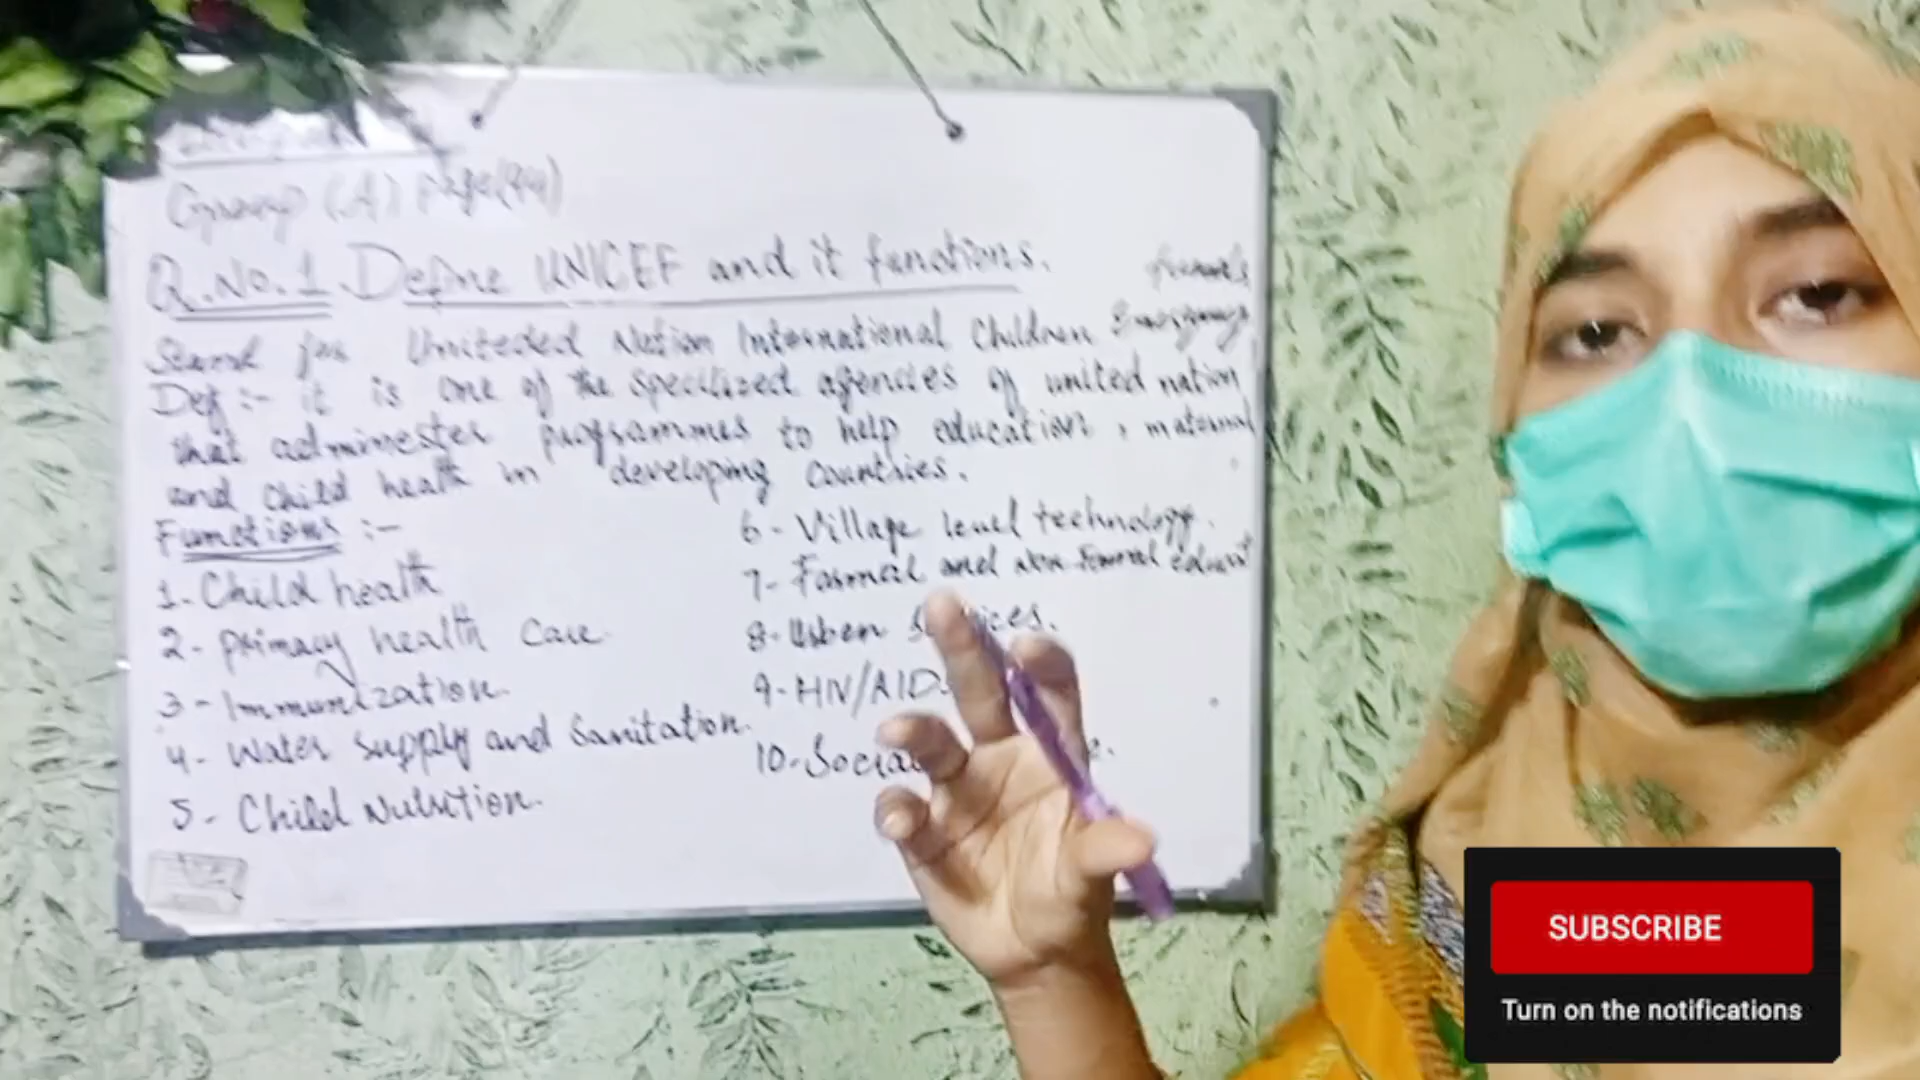 Group (A) page(44)
Q.No.1. Define UNICEF and it functions.
Stand for Uniteded Nation International Children Emergency
Def:- it is one of the specilized agencies of united nation
that administer programmes to help education, maternal
and child health in developing countries.
Functions :-
1- Child health
2- Primary health Care
3- Immunization.
4- Water supply and Sanitation.
5- Child Nutrition.
6- Village level technology.
7- Formal and non-formal
8- Urben
9- HIV/AID
10- Social
SUBSCRIBE
Turn on the notifications